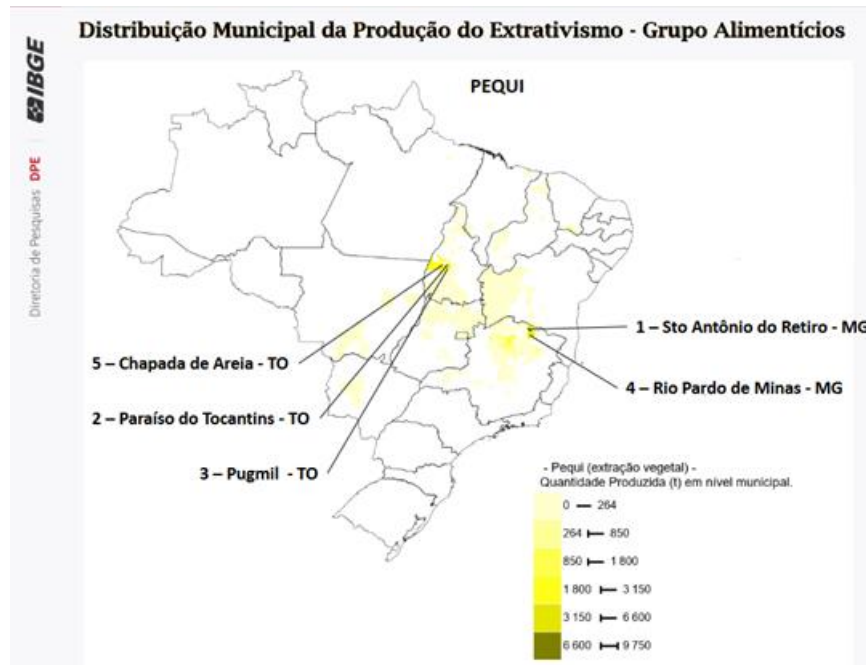 Distribuição Municipal da Produção do Extrativismo - Grupo Alimentícios
IBGE
Diretoria de Pesquisas DPE
PEQUI
1 – Sto Antônio do Retiro - MG
5 – Chapada de Areia - TO
4 – Rio Pardo de Minas - MG
2 – Paraíso do Tocantins - TO
3 – Pugmil - TO
- Pequi (extração vegetal) -
Quantidade Produzida (t) em nível municipal.
0 — 264
264 ⊢ 850
850 ⊢ 1 800
1 800 ⊢ 3 150
3 150 ⊢ 6 600
6 600 ⊢⊣ 9 750